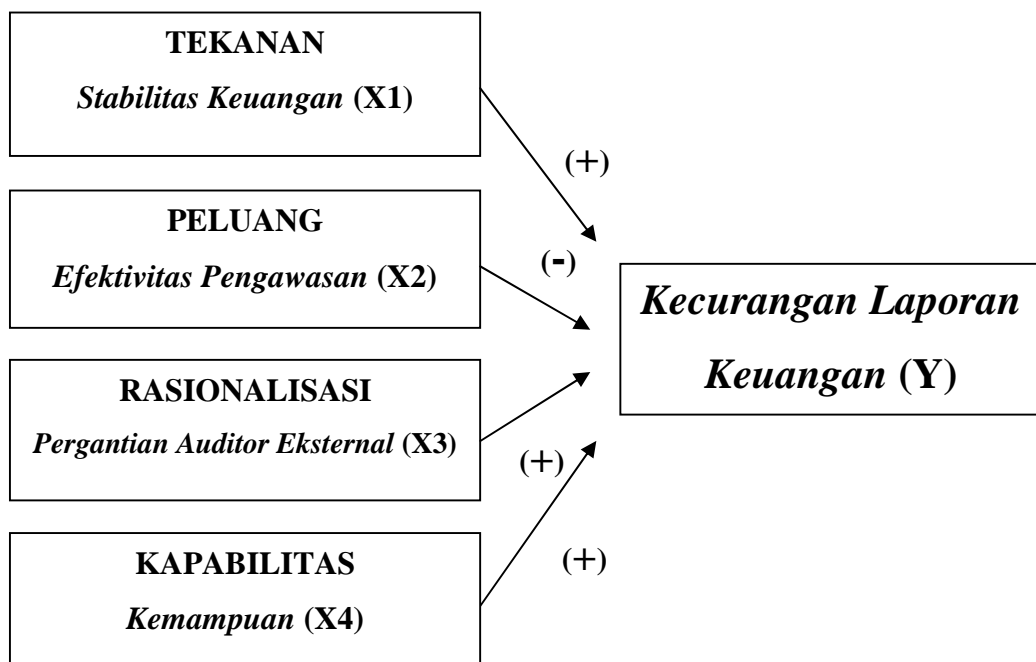 TEKANAN
Stabilitas Keuangan (X1)
(+)
PELUANG
Efektivitas Pengawasan (X2)
(-)
Kecurangan Laporan
Keuangan (Y)
RASIONALISASI
Pergantian Auditor Eksternal (X3)
(+)
KAPABILITAS
Kemampuan (X4)
(+)